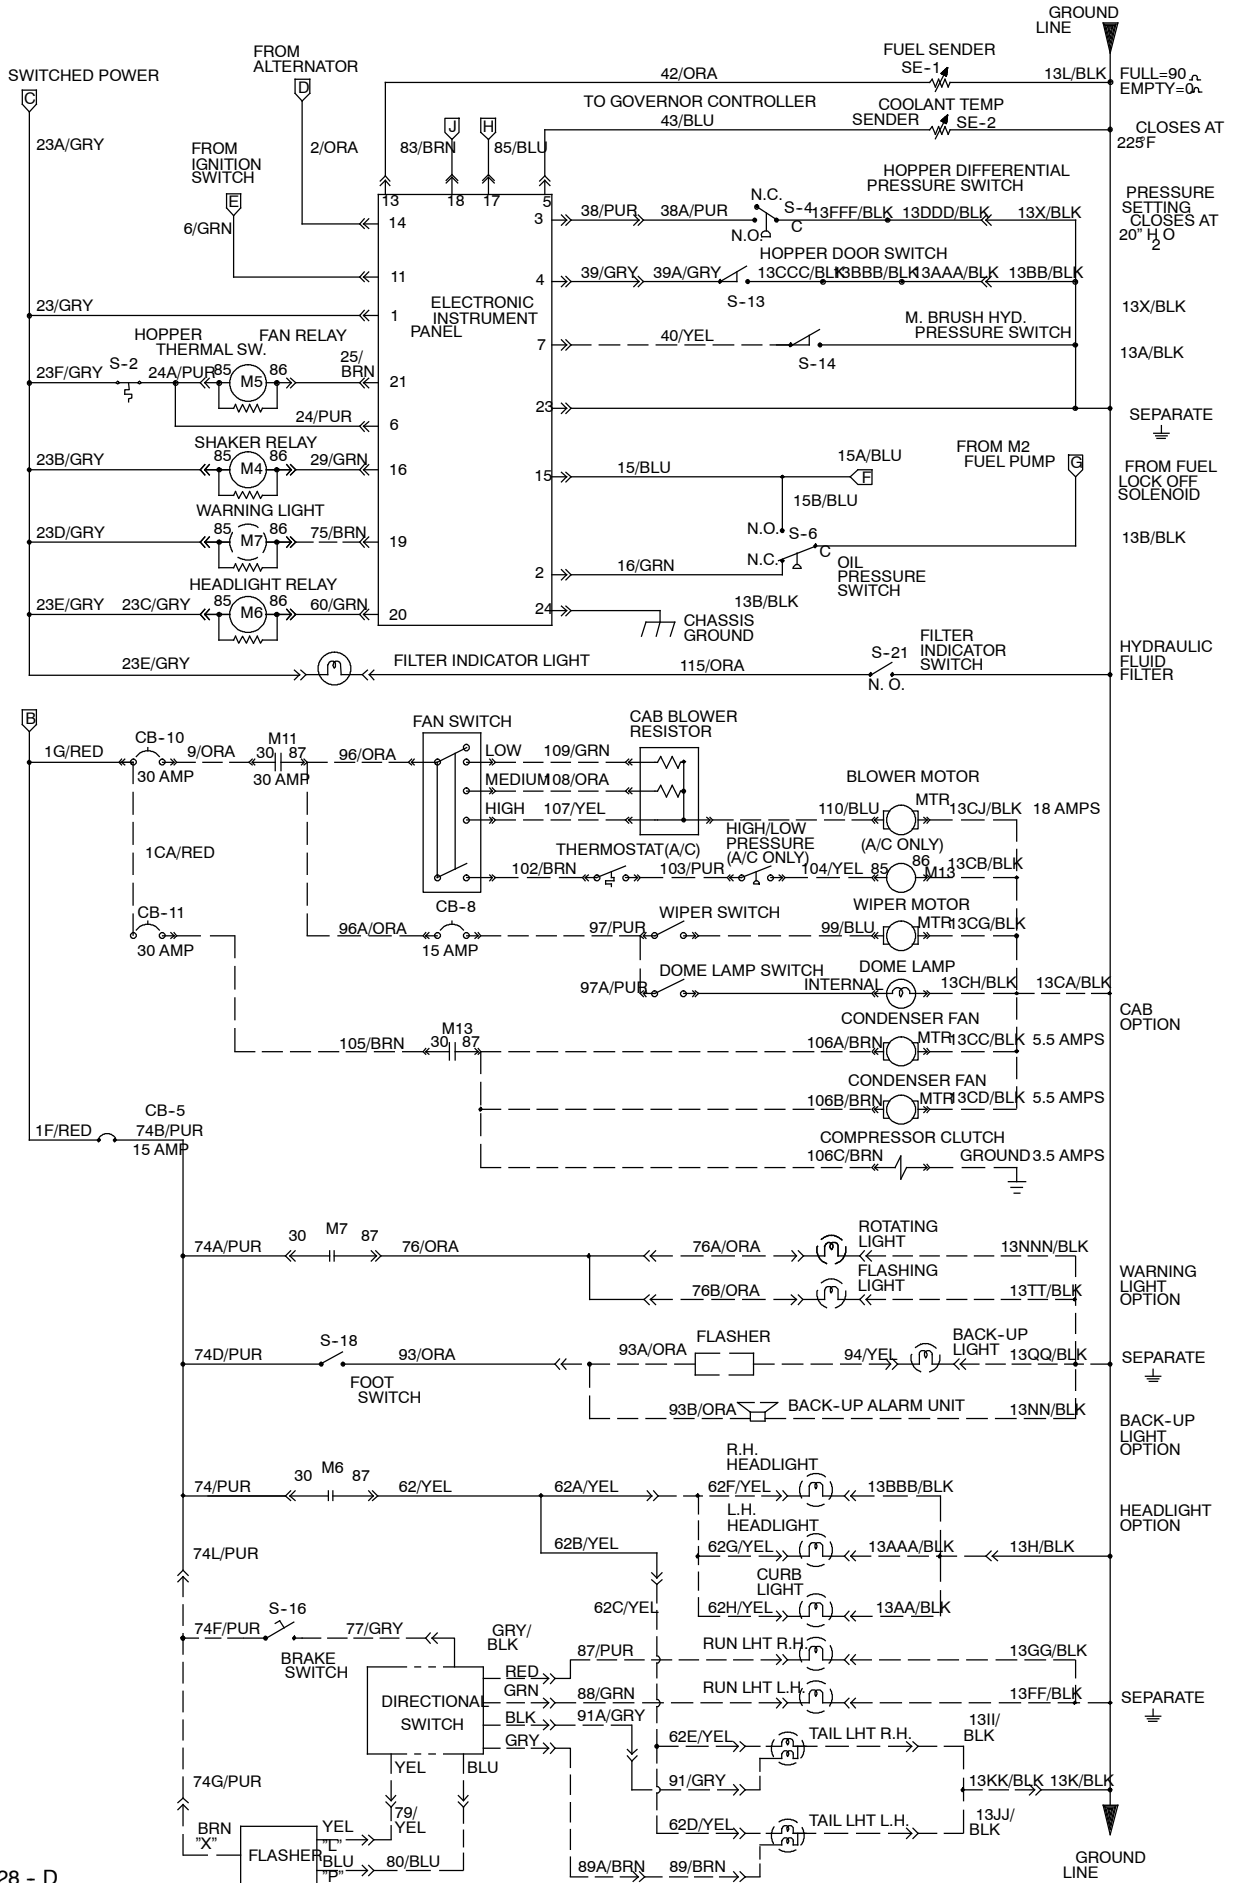 GROUND
LINE
FROM
ALTERNATOR
FUEL SENDER
SE-1
SWITCHED POWER
42/ORA
13L/BLK
FULL=90
EMPTY=0
C
D
TO GOVERNOR CONTROLLER
COOLANT TEMP
SENDER
SE-2
43/BLU
J
H
CLOSES AT
225°F
23A/GRY
FROM
IGNITION
SWITCH
2/ORA
83/BRN
85/BLU
HOPPER DIFFERENTIAL
PRESSURE SWITCH
E
13
18
17
5
N.C.
PRESSURE
SETTING
CLOSES AT
20" H O
2
6/GRN
14
3
38/PUR
38A/PUR
S-4
13FFF/BLK
13DDD/BLK
13X/BLK
N.O.
C
HOPPER DOOR SWITCH
11
4
39/GRY
39A/GRY
13CCC/BLK
13BBB/BLK
13AAA/BLK
13BB/BLK
S-13
23/GRY
1
ELECTRONIC
INSTRUMENT
PANEL
13X/BLK
HOPPER
THERMAL SW.
FAN RELAY
M. BRUSH HYD.
PRESSURE SWITCH
7
40/YEL
S-14
13A/BLK
S-2
25/
BRN
23F/GRY
24A/PUR
85
M5
86
21
24/PUR
6
23
SEPARATE
SHAKER RELAY
23B/GRY
85
M4
86
29/GRN
16
15
15/BLU
15A/BLU
F
FROM M2
FUEL PUMP
G
FROM FUEL
LOCK OFF
SOLENOID
15B/BLU
WARNING LIGHT
23D/GRY
85
M7
86
75/BRN
19
N.O.
S-6
13B/BLK
N.C.
C
OIL
PRESSURE
SWITCH
2
16/GRN
HEADLIGHT RELAY
23E/GRY
23C/GRY
85
M6
86
60/GRN
20
24
13B/BLK
CHASSIS
GROUND
23E/GRY
FILTER INDICATOR LIGHT
115/ORA
S-21
N. O.
FILTER
INDICATOR
SWITCH
HYDRAULIC
FLUID
FILTER
B
CB-10
M11
FAN SWITCH
CAB BLOWER
RESISTOR
1G/RED
9/ORA
30
87
96/ORA
LOW
109/GRN
30 AMP
30 AMP
MEDIUM
108/ORA
BLOWER MOTOR
HIGH
107/YEL
110/BLU
MTR
13CJ/BLK
18 AMPS
1CA/RED
THERMOSTAT(A/C)
HIGH/LOW
PRESSURE
(A/C ONLY)
(A/C ONLY)
102/BRN
103/PUR
104/YEL
85
86
M13
13CB/BLK
CB-11
CB-8
WIPER SWITCH
WIPER MOTOR
30 AMP
96A/ORA
15 AMP
97/PUR
99/BLU
MTR
13CG/BLK
DOME LAMP SWITCH
DOME LAMP
97A/PUR
INTERNAL
13CH/BLK
13CA/BLK
CAB
OPTION
M13
CONDENSER FAN
105/BRN
30
87
106A/BRN
MTR
13CC/BLK
5.5 AMPS
CONDENSER FAN
106B/BRN
MTR
13CD/BLK
5.5 AMPS
CB-5
1F/RED
74B/PUR
15 AMP
COMPRESSOR CLUTCH
106C/BRN
GROUND
3.5 AMPS
74A/PUR
30
M7
87
76/ORA
76A/ORA
ROTATING
LIGHT
13NNN/BLK
76B/ORA
FLASHING
LIGHT
13TT/BLK
WARNING
LIGHT
OPTION
S-18
74D/PUR
93/ORA
93A/ORA
FLASHER
94/YEL
BACK-UP
LIGHT
13QQ/BLK
SEPARATE
FOOT
SWITCH
93B/ORA
BACK-UP ALARM UNIT
13NN/BLK
BACK-UP
LIGHT
OPTION
R.H.
HEADLIGHT
74/PUR
30
M6
87
62/YEL
62A/YEL
62F/YEL
13BBB/BLK
L.H.
HEADLIGHT
HEADLIGHT
OPTION
74L/PUR
62B/YEL
62G/YEL
13AAA/BLK
13H/BLK
CURB
LIGHT
S-16
62C/YEL
62H/YEL
13AA/BLK
74F/PUR
77/GRY
GRY/
BLK
87/PUR
RUN LHT R.H.
13GG/BLK
BRAKE
SWITCH
RED
DIRECTIONAL
SWITCH
GRN
88/GRN
RUN LHT L.H.
13FF/BLK
SEPARATE
BLK
91A/GRY
GRY
62E/YEL
TAIL LHT R.H.
13II/
BLK
YEL
BLU
74G/PUR
91/GRY
13KK/BLK
13K/BLK
79/
YEL
BRN
"X"
YEL
"L"
62D/YEL
TAIL LHT L.H.
13JJ/
BLK
FLASHER
BLU
"P"
80/BLU
89A/BRN
89/BRN
GROUND
LINE
28 - D